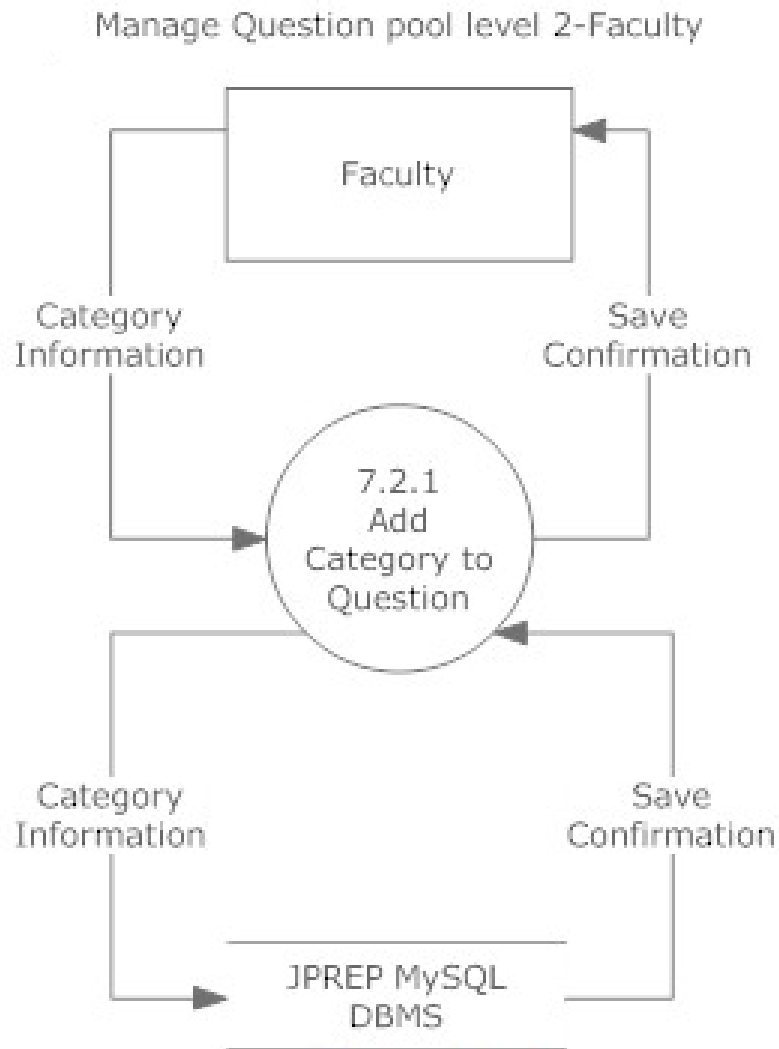 Manage Question pool level 2-Faculty
Faculty
Category
Information
Save
Confirmation
7.2.1
Add
Category to
Question
Category
Information
Save
Confirmation
JPREP MySQL
DBMS